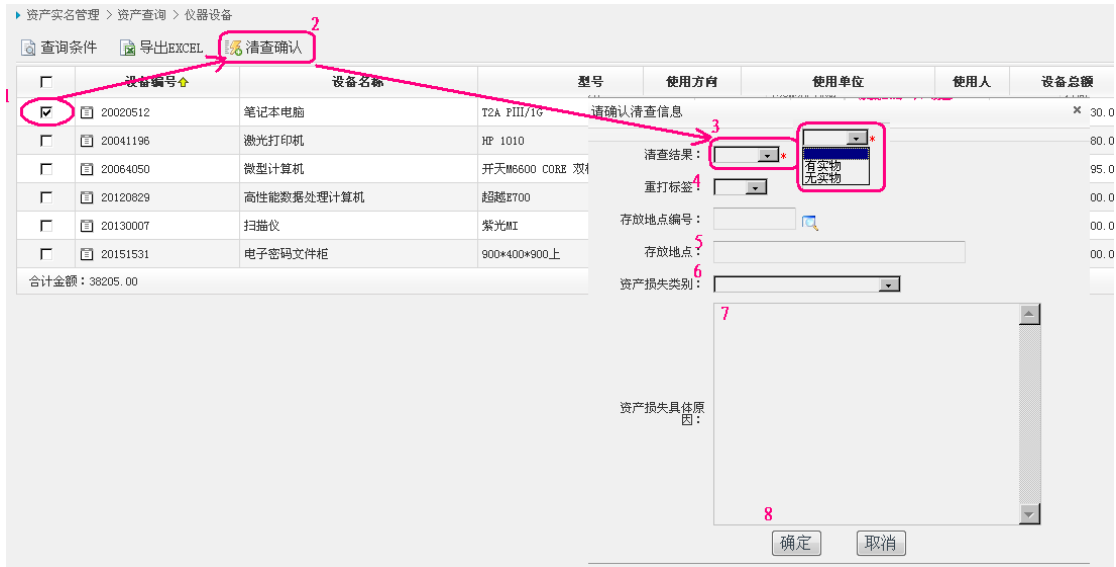 资产实名管理 > 资产查询 > 仪器设备
2
查询条件 导出EXCEL 清查确认
设备编号 设备名称 型号 使用方向 使用单位 使用人 设备总额
1
20020512 笔记本电脑 T2A PIII/1G 30.0
20041196 激光打印机 HP 1010 80.0
20064050 微型计算机 开天M6600 CORE 双 95.0
20120829 高性能数据处理计算机 超越E700 00.0
20130007 扫描仪 紫光MI 00.0
20151531 电子密码文件柜 900*400*900上 00.0
合计金额：38205.00
请确认清查信息 ×
3
清查结果： * *
有实物
无实物
4
重打标签：
存放地点编号：
5
存放地点：
6
资产损失类别：
7
资产损失具体原
因：
8
确定 取消